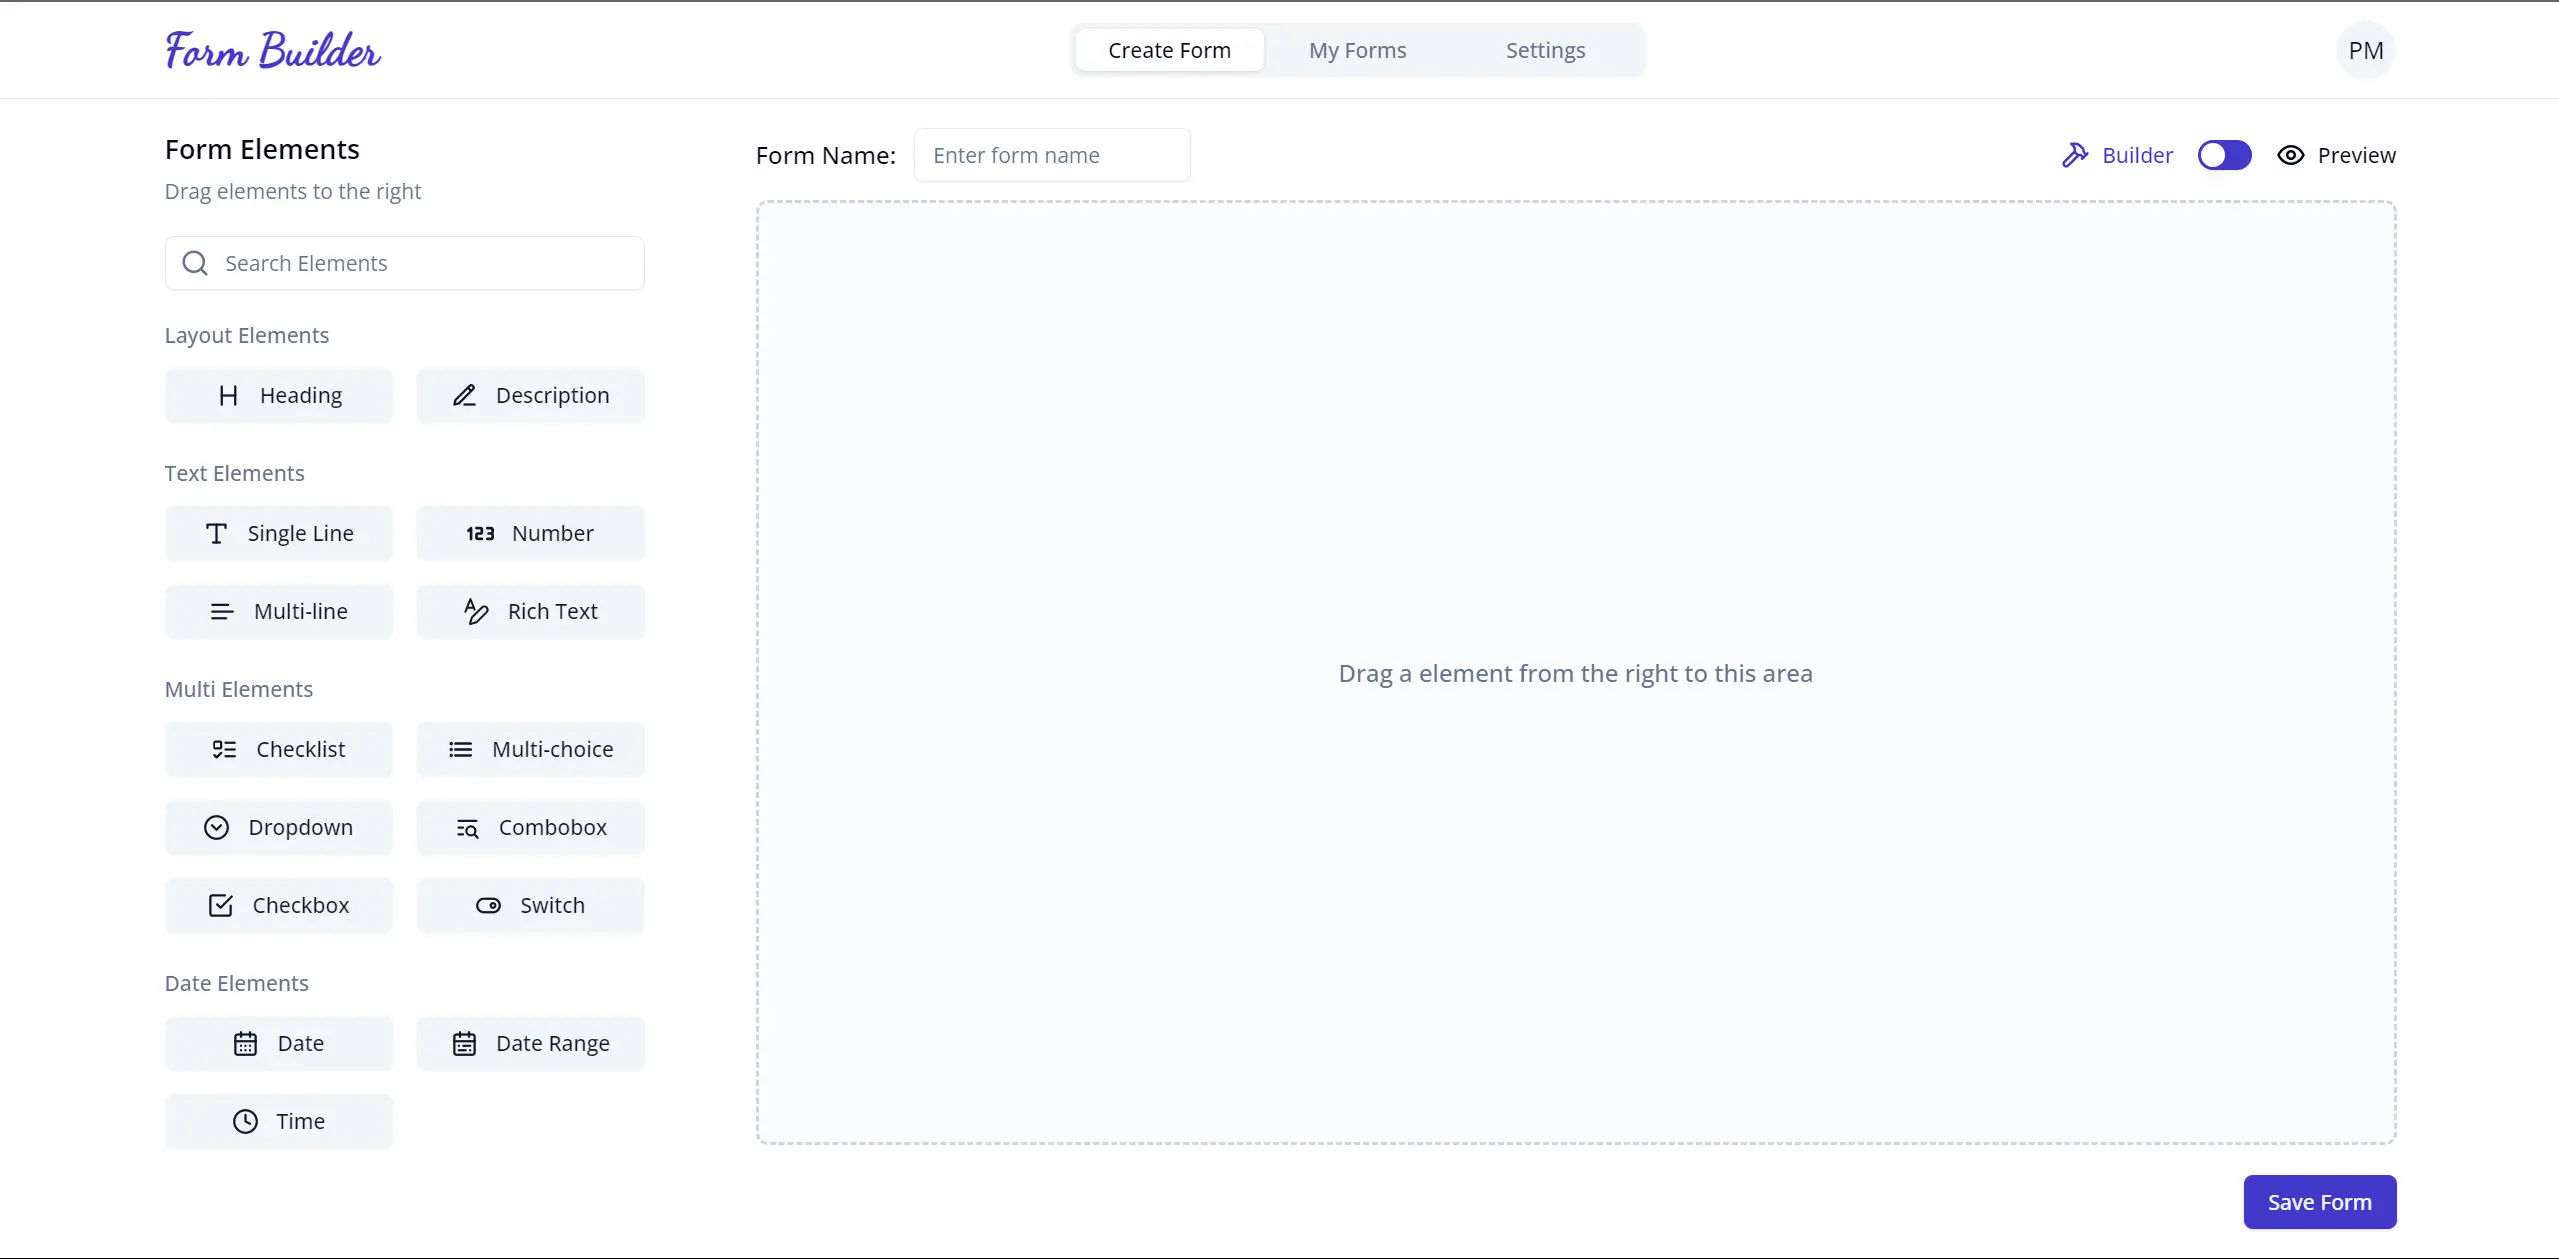 Form Builder
Create Form
My Forms
Settings
PM
Form Elements
Drag elements to the right
Search Elements
Layout Elements
Heading
Description
Text Elements
Single Line
123 Number
Multi-line
Rich Text
Multi Elements
Checklist
Multi-choice
Dropdown
Combobox
Checkbox
Switch
Date Elements
Date
Date Range
Time
Form Name:
Enter form name
Builder
Preview
Drag a element from the right to this area
Save Form